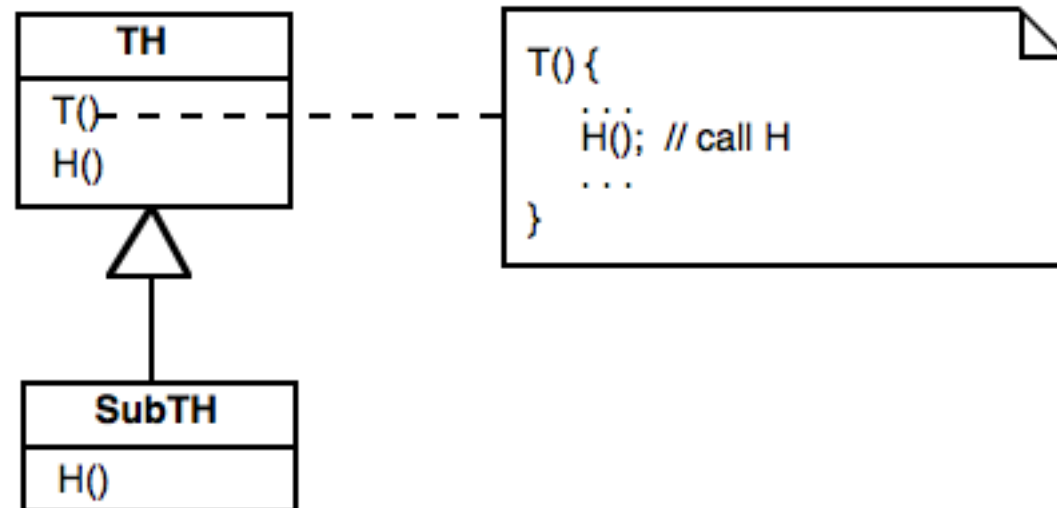 TH
T()
H()
T() {
. . .
H(); // call H
. . .
}
SubTH
H()